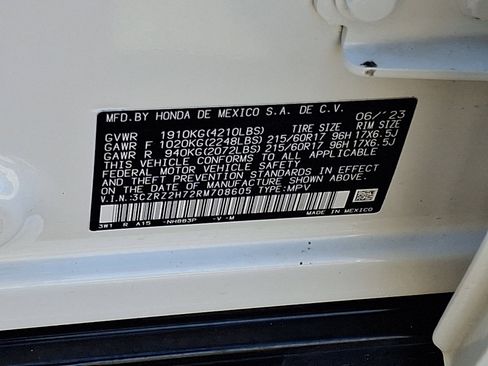 MFD.BY HONDA DE MEXICO S.A. DE C.V. 06/'23
GVWR 1910KG(4210LBS) TIRE SIZE RIM SIZE
GAWR F 1020KG(2248LBS) 215/60R17 96H 17X6.5J
GAWR R 940KG(2072LBS) 215/60R17 96H 17X6.5J
THIS VEHICLE CONFORMS TO ALL APPLICABLE
FEDERAL MOTOR VEHICLE SAFETY
STANDARDS IN EFFECT ON THE DATE OF
MANUFACTURE SHOWN ABOVE.
V.I.N.:3CZRZ2H72RM708605 TYPE:MPV
3W1 R A15 -NH883P -V -M MADE IN MEXICO